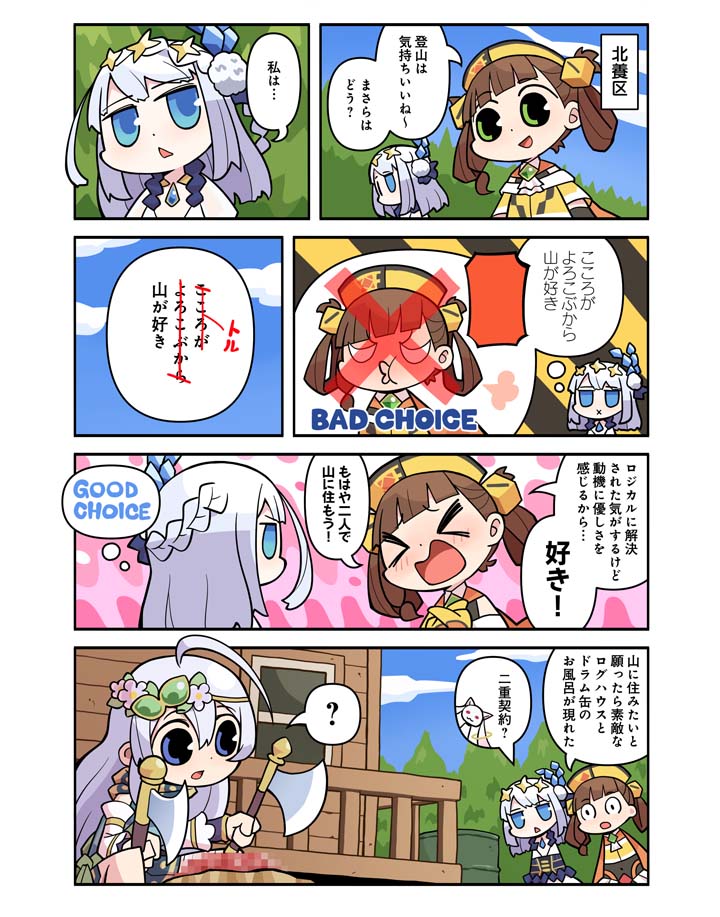 北養区
登山は
気持ちいいね〜
まさらは
どう?
私は…
こころが
よろこぶから
山が好き
BAD CHOICE
こころが
よろこぶから
山が好き
トル
ロジカルに解決
された気がするけど
動機に優しさを
感じるから…
好き!
もはや二人で
山に住もう!
GOOD
CHOICE
山に住みたいと
願ったら素敵な
ログハウスと
ドラム缶の
お風呂が現れた
二重契約?
?